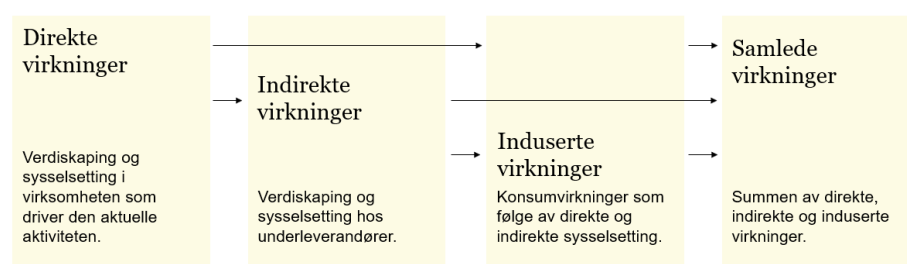 Direkte
virkninger
Verdiskaping og
sysselsetting i
virksomheten som
driver den aktuelle
aktiviteten.
Indirekte
virkninger
Verdiskaping og
sysselsetting hos
underleverandører.
Induserte
virkninger
Konsumvirkninger som
følge av direkte og
indirekte sysselsetting.
Samlede
virkninger
Summen av direkte,
indirekte og induserte
virkninger.